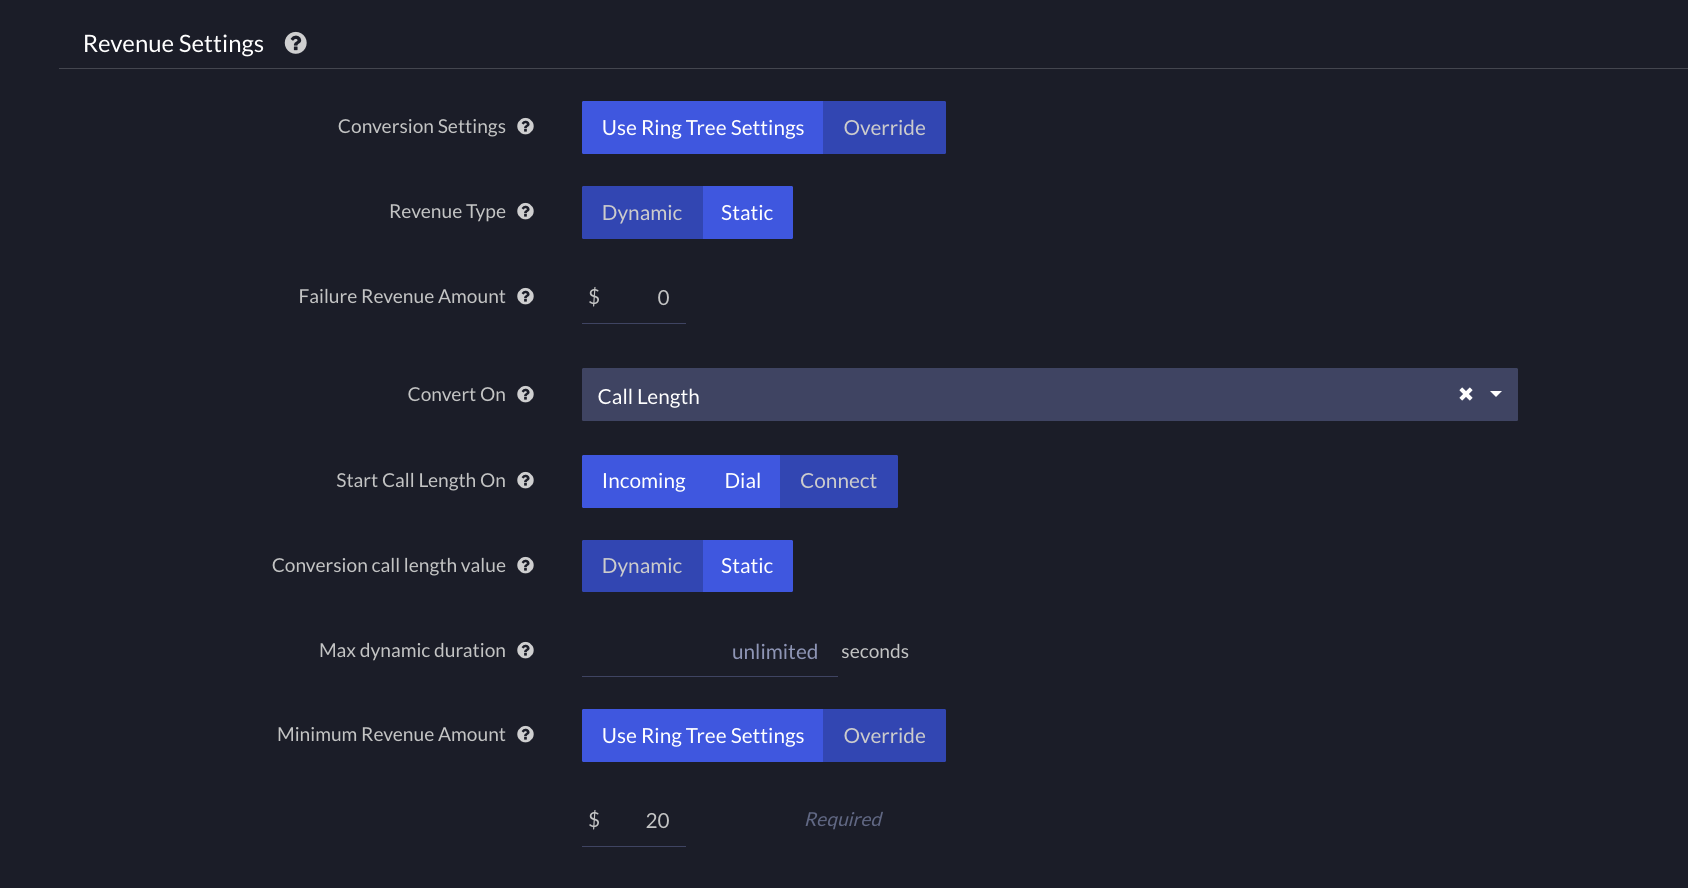 Revenue Settings
Conversion Settings Use Ring Tree Settings Override
Revenue Type Dynamic Static
Failure Revenue Amount $ 0
Convert On Call Length
Start Call Length On Incoming Dial Connect
Conversion call length value Dynamic Static
Max dynamic duration unlimited seconds
Minimum Revenue Amount Use Ring Tree Settings Override
$ 20 Required